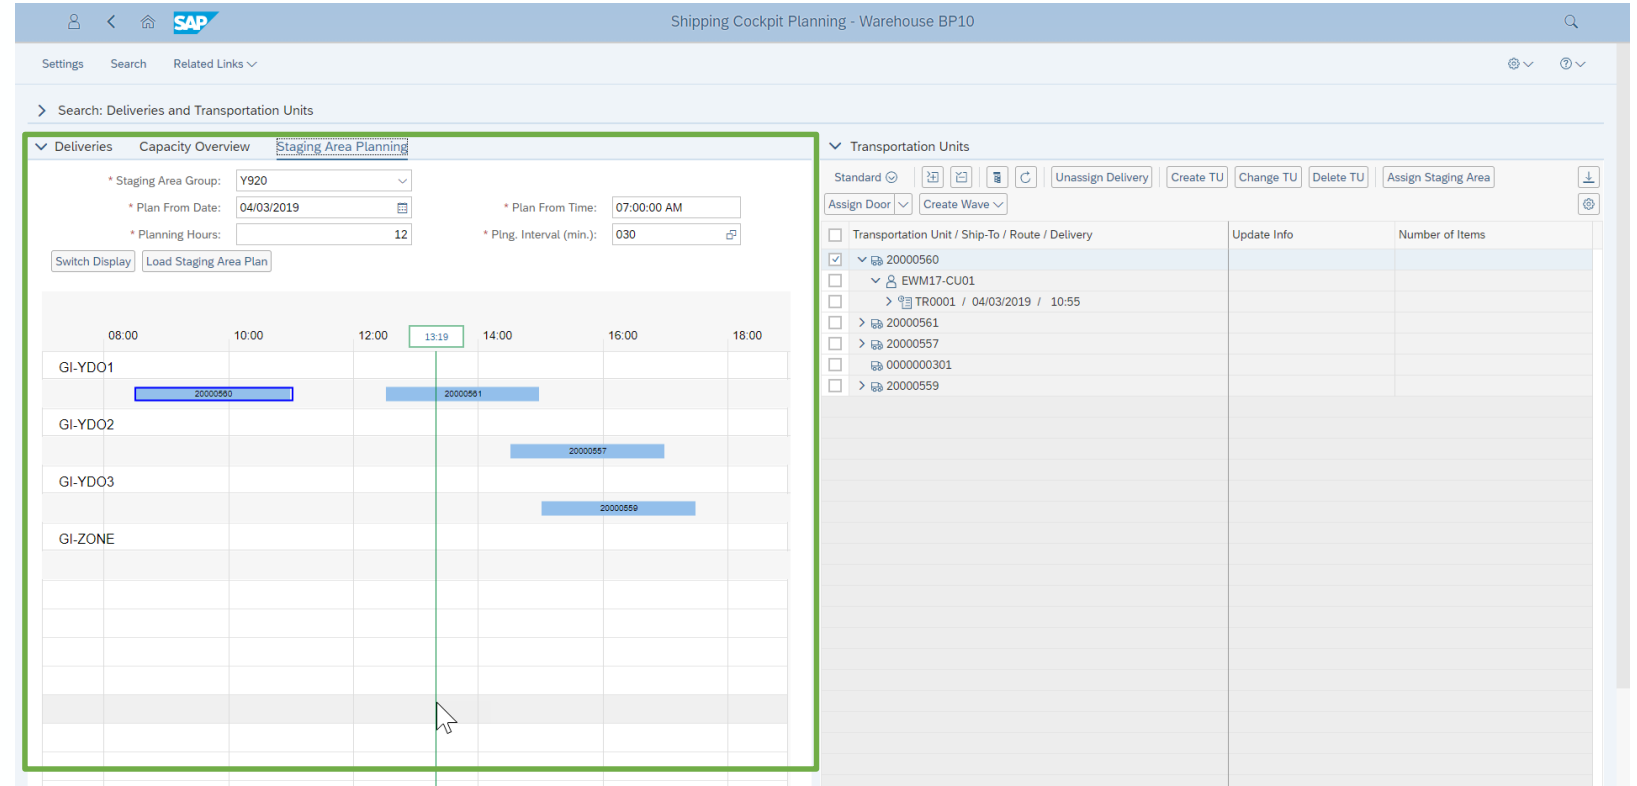 SAP
Shipping Cockpit Planning - Warehouse BP10
Settings Search Related Links
Search: Deliveries and Transportation Units
Deliveries Capacity Overview Staging Area Planning
* Staging Area Group: Y920
* Plan From Date: 04/03/2019 * Plan From Time: 07:00:00 AM
* Planning Hours: 12 * Plng. Interval (min.): 030
Switch Display Load Staging Area Plan
08:00 10:00 12:00 13:19 14:00 16:00 18:00
GI-YDO1
20000560 20000561
GI-YDO2
20000557
GI-YDO3
20000559
GI-ZONE
Transportation Units
Standard Unassign Delivery Create TU Change TU Delete TU Assign Staging Area
Assign Door Create Wave
Transportation Unit / Ship-To / Route / Delivery Update Info Number of Items
20000560
EWM17-CU01
TR0001 / 04/03/2019 / 10:55
20000561
20000557
0000000301
20000559